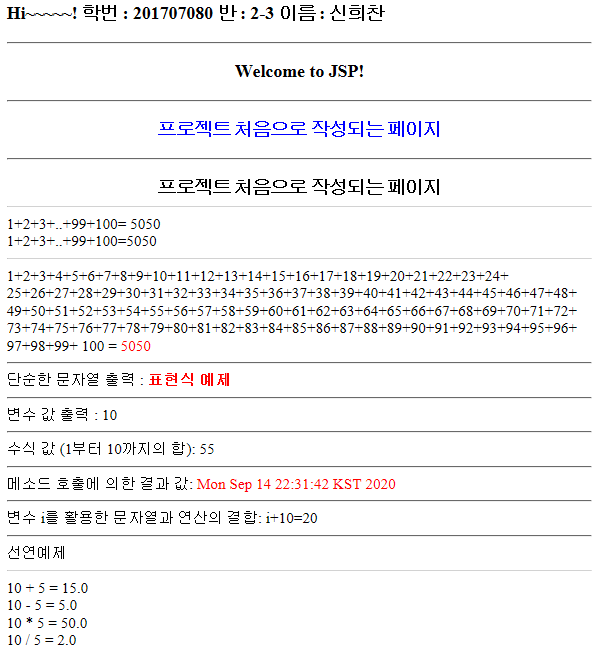 Hi~~~~~! 학번 : 201707080 반 : 2-3 이름 : 신희찬
Welcome to JSP!
프로젝트 처음으로 작성되는 페이지
프로젝트 처음으로 작성되는 페이지
1+2+3+..+99+100= 5050
1+2+3+..+99+100=5050
1+2+3+4+5+6+7+8+9+10+11+12+13+14+15+16+17+18+19+20+21+22+23+24+
25+26+27+28+29+30+31+32+33+34+35+36+37+38+39+40+41+42+43+44+45+46+47+48+
49+50+51+52+53+54+55+56+57+58+59+60+61+62+63+64+65+66+67+68+69+70+71+72+
73+74+75+76+77+78+79+80+81+82+83+84+85+86+87+88+89+90+91+92+93+94+95+96+
97+98+99+ 100 = 5050
단순한 문자열 출력 : 표현식 예제
변수 값 출력 : 10
수식 값 (1부터 10까지의 합): 55
메소드 호출에 의한 결과 값: Mon Sep 14 22:31:42 KST 2020
변수 i를 활용한 문자열과 연산의 결합: i+10=20
선연예제
10 + 5 = 15.0
10 - 5 = 5.0
10 * 5 = 50.0
10 / 5 = 2.0